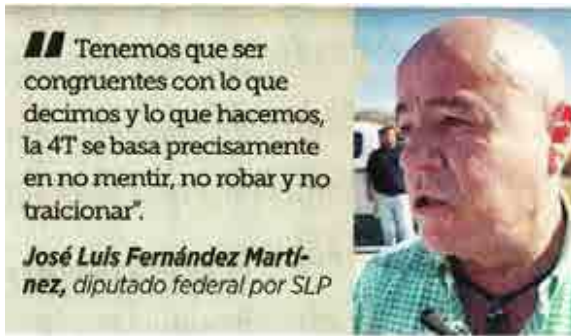 "Tenemos que ser
congruentes con lo que
decimos y lo que hacemos,
la 4T se basa precisamente
en no mentir, no robar y no
traicionar".
José Luis Fernández Martí-
nez, diputado federal por SLP